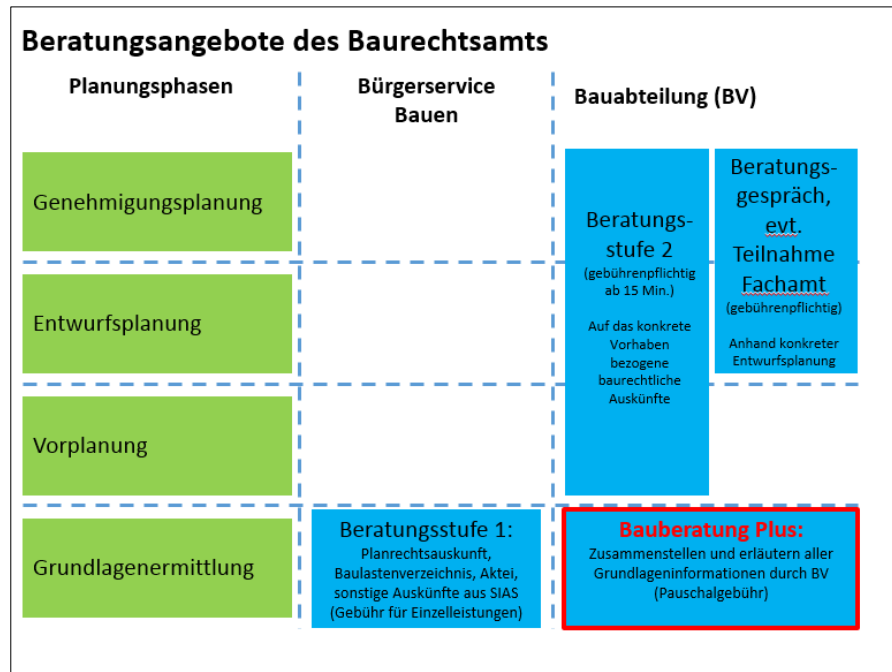 Beratungsangebote des Baurechtsamts
Planungsphasen
Bürgerservice
Bauen
Bauabteilung (BV)
Genehmigungsplanung
Entwurfsplanung
Vorplanung
Grundlagenermittlung
Beratungs-
stufe 2
(gebührenpflichtig
ab 15 Min.)
Auf das konkrete
Vorhaben
bezogene
baurechtliche
Auskünfte
Beratungs-
gespräch,
evt.
Teilnahme
Fachamt
(gebührenpflichtig)
Anhand konkreter
Entwurfsplanung
Beratungsstufe 1:
Planrechtsauskunft,
Baulastenverzeichnis, Aktei,
sonstige Auskünfte aus SIAS
(Gebühr für Einzelleistungen)
Bauberatung Plus:
Zusammenstellen und erläutern aller
Grundlageninformationen durch BV
(Pauschalgebühr)